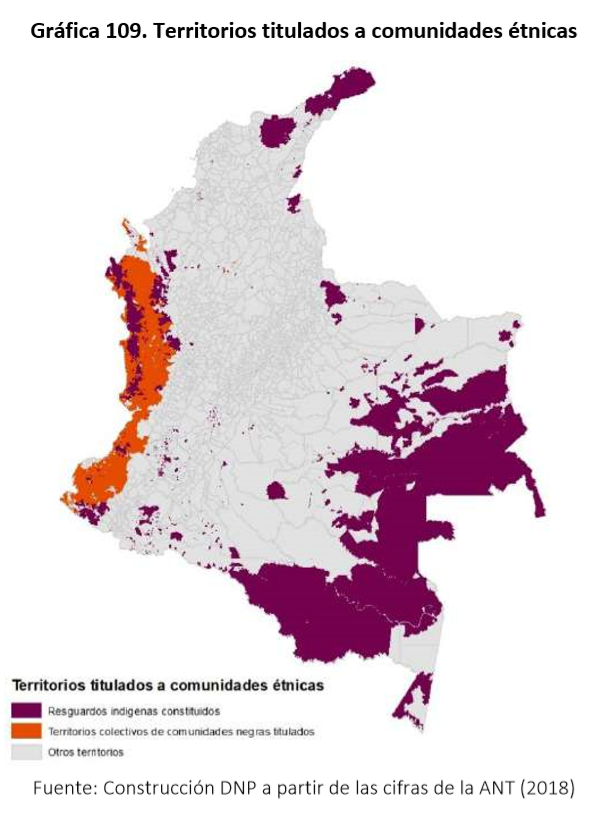 Gráfica 109. Territorios titulados a comunidades étnicas
Territorios titulados a comunidades étnicas
Resguardos indigenas constituidos
Territorios colectivos de comunidades negras titulados
Otros territorios
Fuente: Construcción DNP a partir de las cifras de la ANT (2018)